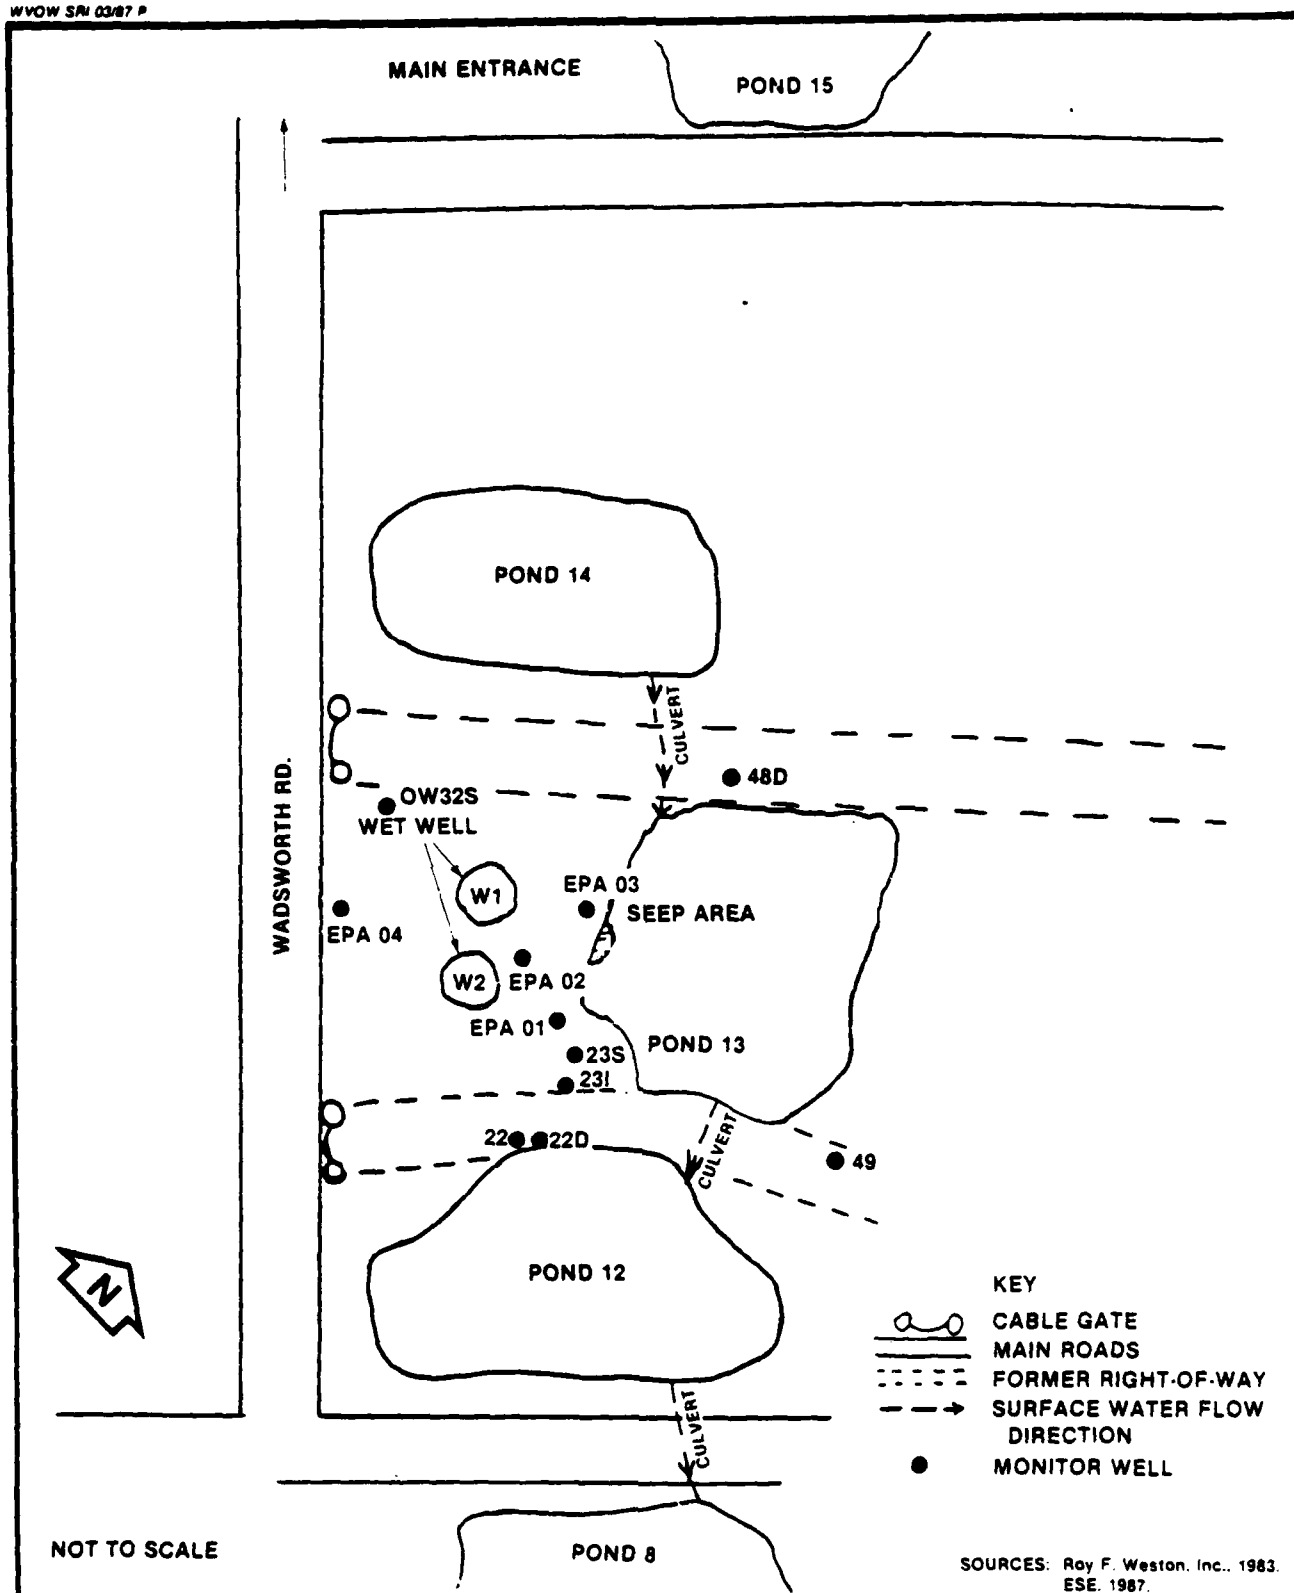 WVOW SRI 03/87 P
MAIN ENTRANCE
POND 15
POND 14
CULVERT
48D
OW32S
WET WELL
WADSWORTH RD.
W1
EPA 03
SEEP AREA
EPA 04
W2
EPA 02
EPA 01
POND 13
23S
23I
22
22D
CULVERT
49
N
POND 12
KEY
CABLE GATE
MAIN ROADS
FORMER RIGHT-OF-WAY
SURFACE WATER FLOW
DIRECTION
MONITOR WELL
CULVERT
NOT TO SCALE
POND 8
SOURCES: Roy F. Weston, Inc., 1983.
ESE, 1987.